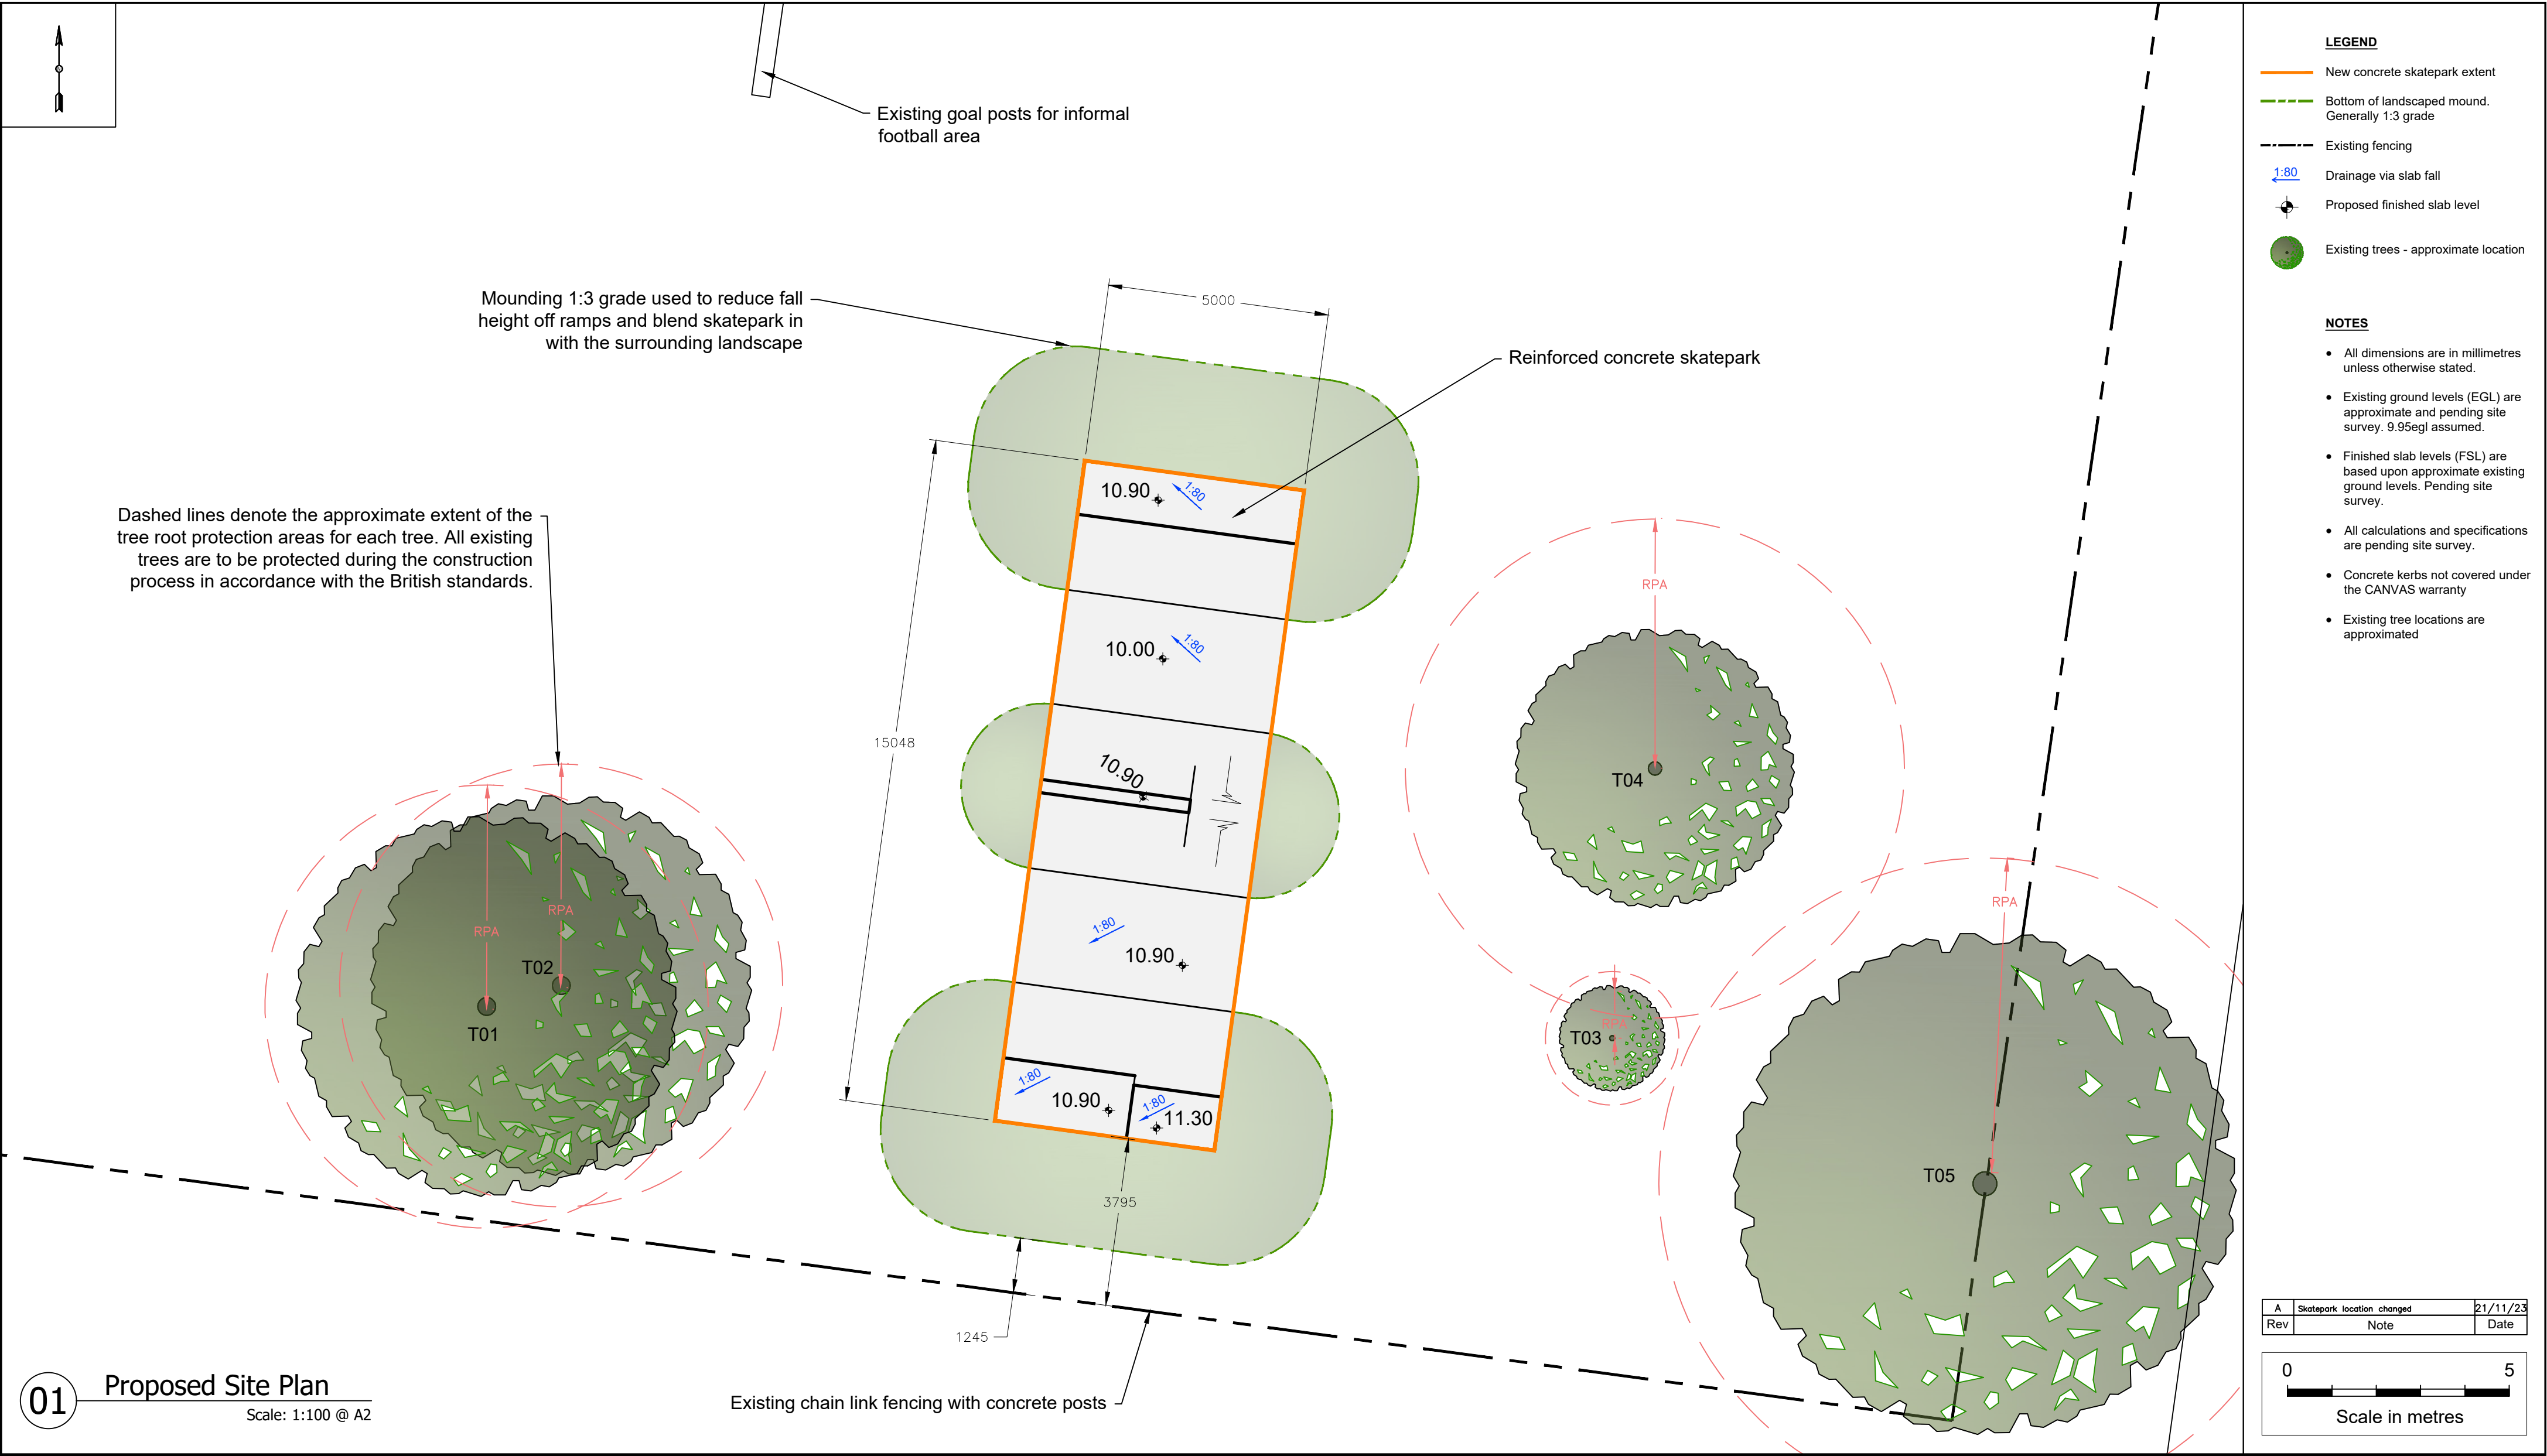 Existing goal posts for informal
football area
Mounding 1:3 grade used to reduce fall
height off ramps and blend skatepark in
with the surrounding landscape
5000
Reinforced concrete skatepark
Dashed lines denote the approximate extent of the
tree root protection areas for each tree. All existing
trees are to be protected during the construction
process in accordance with the British standards.
10.90
1:80
10.00
1:80
15048
10.90
1:80
10.90
1:80
10.90
1:80
11.30
3795
1245
RPA
T04
RPA
T03
RPA
T05
RPA
RPA
T02
T01
Existing chain link fencing with concrete posts
01
Proposed Site Plan
Scale: 1:100 @ A2
LEGEND
New concrete skatepark extent
Bottom of landscaped mound.
Generally 1:3 grade
Existing fencing
1:80
Drainage via slab fall
Proposed finished slab level
Existing trees - approximate location
NOTES
• All dimensions are in millimetres
unless otherwise stated.
• Existing ground levels (EGL) are
approximate and pending site
survey. 9.95egl assumed.
• Finished slab levels (FSL) are
based upon approximate existing
ground levels. Pending site
survey.
• All calculations and specifications
are pending site survey.
• Concrete kerbs not covered under
the CANVAS warranty
• Existing tree locations are
approximated
A Skatepark location changed 21/11/23
Rev Note Date
0 5
Scale in metres